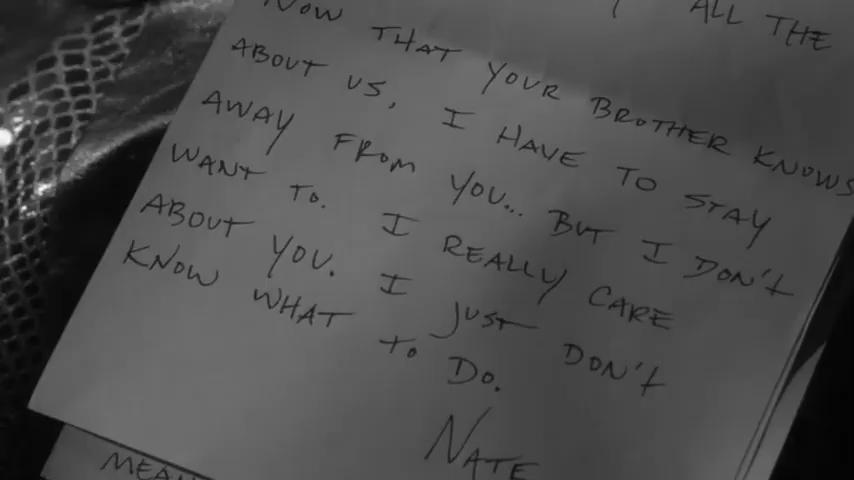 ALL THE
NOW THAT YOUR BROTHER KNOWS
ABOUT US, I HAVE TO STAY
AWAY FROM YOU... BUT I DON'T
WANT TO. I REALLY CARE
ABOUT YOU. I JUST DON'T
KNOW WHAT TO DO.
NATE